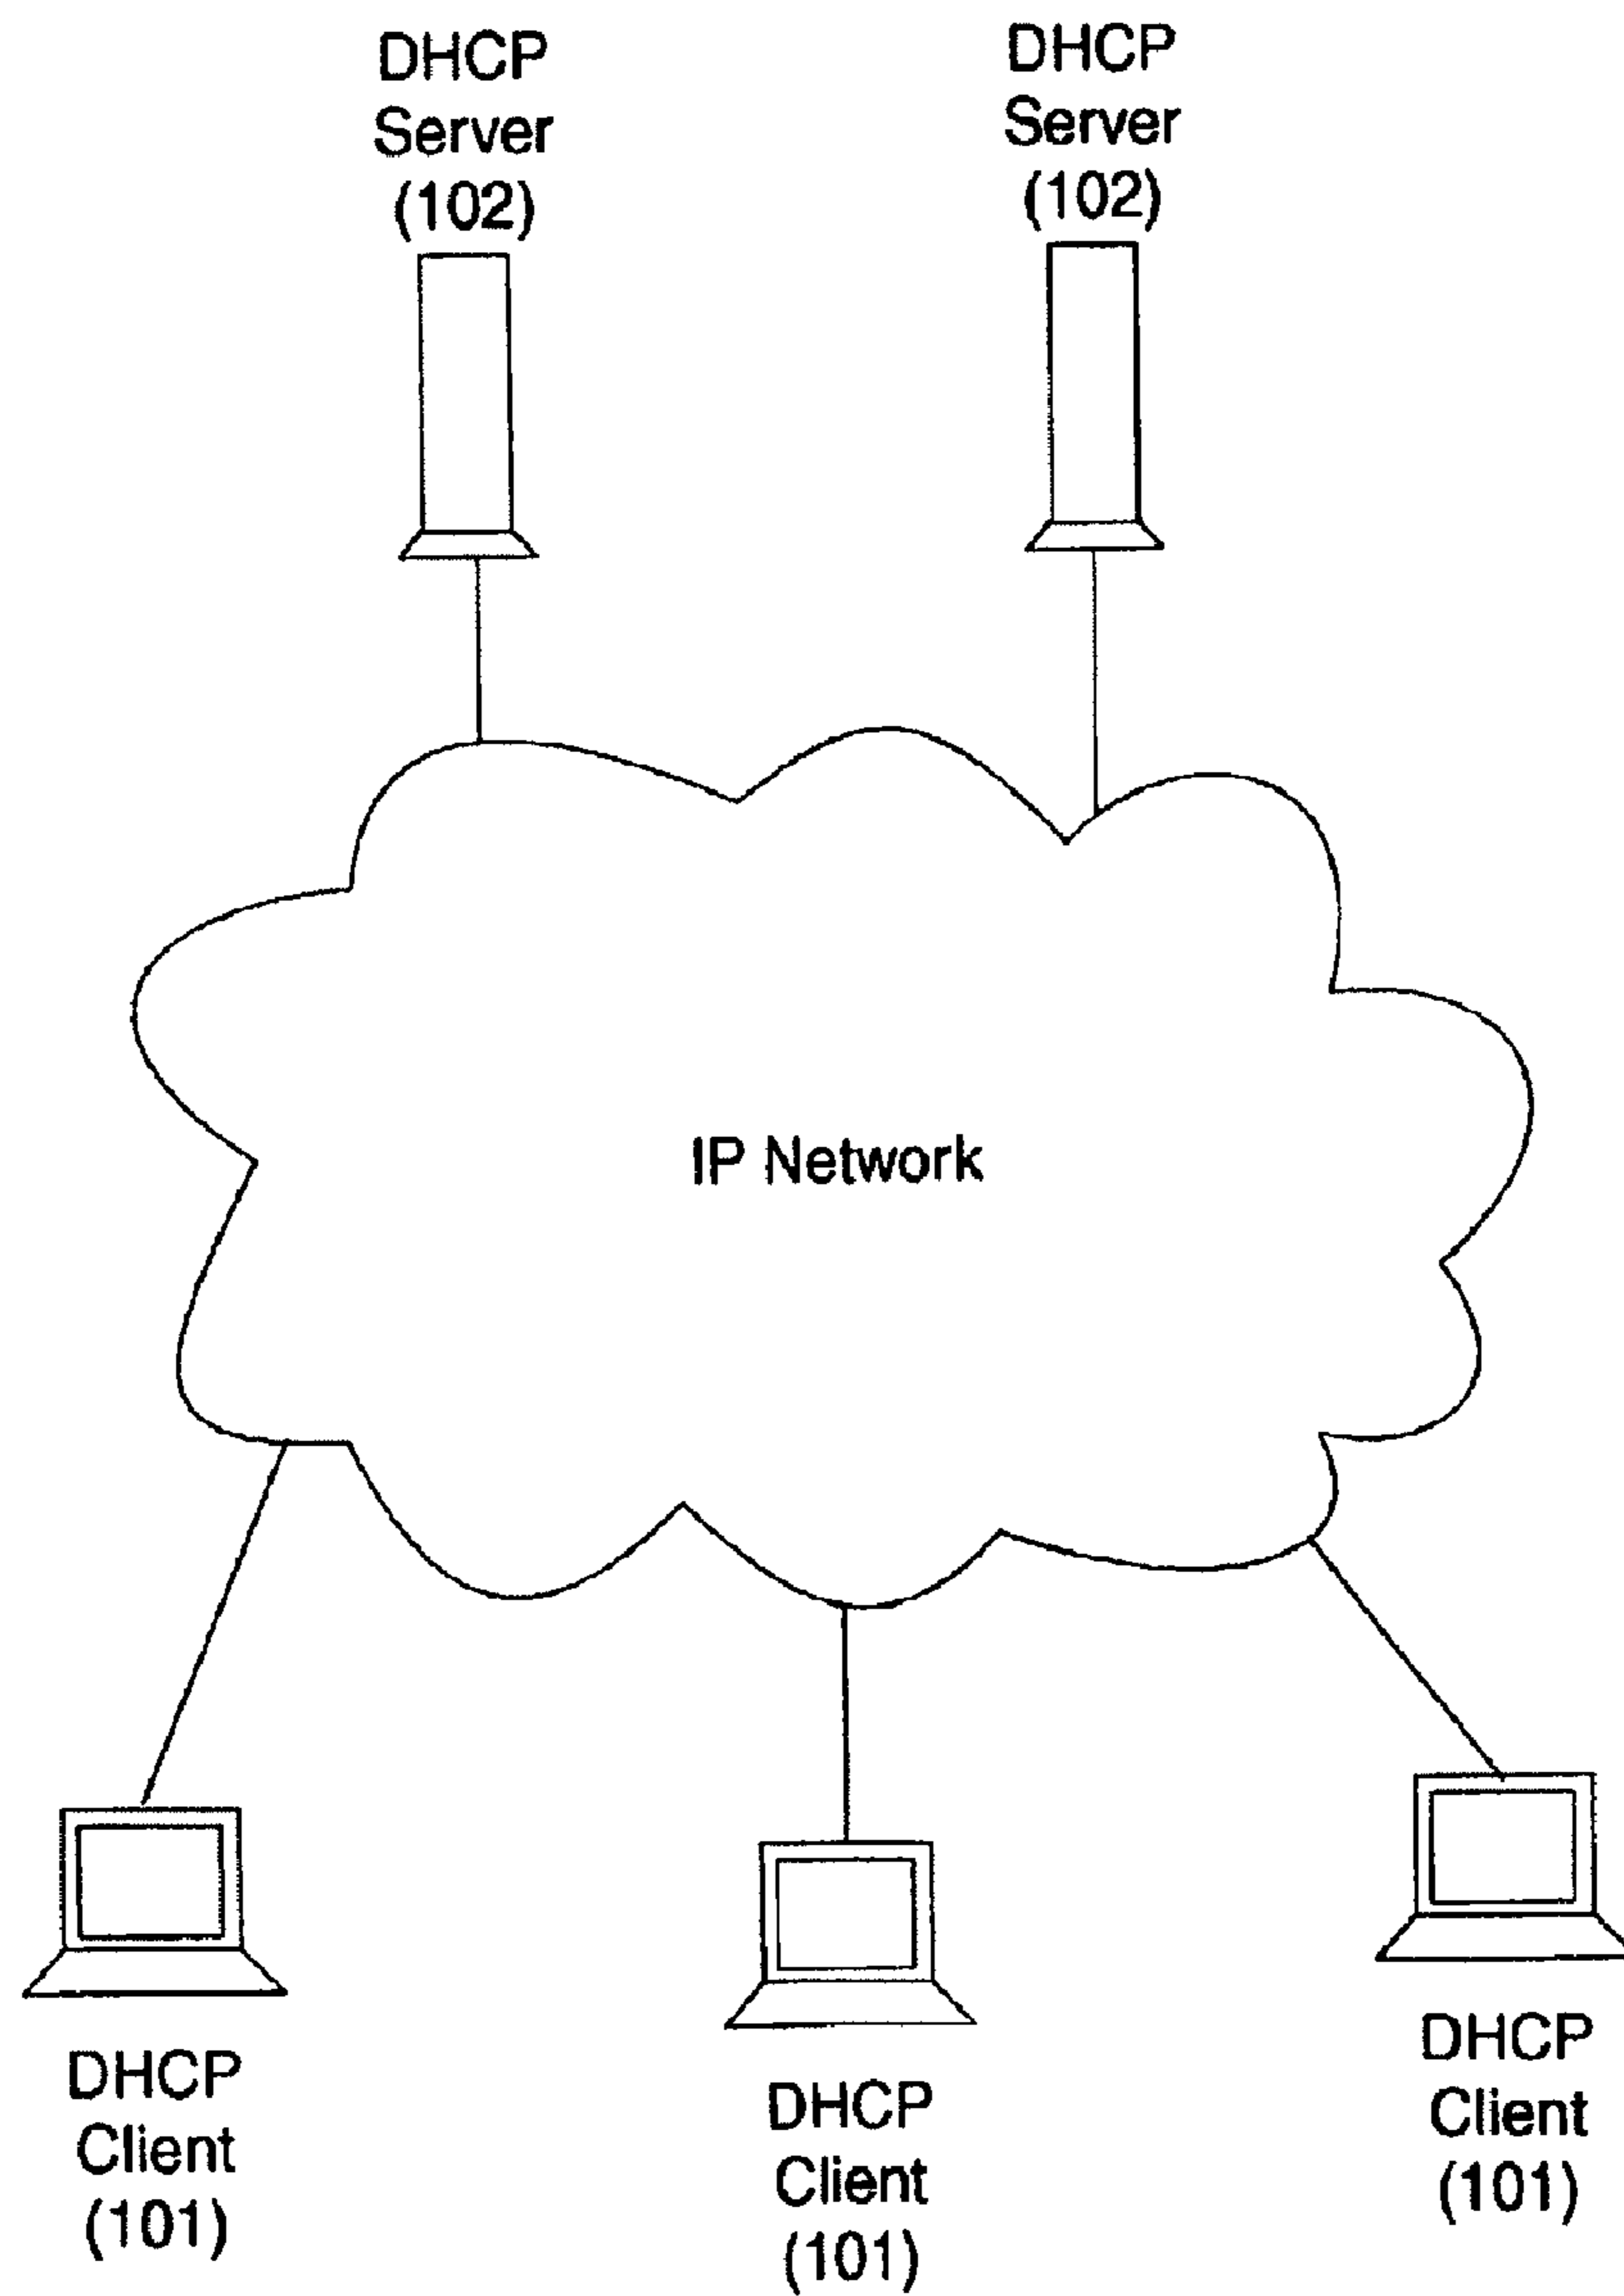 DHCP
Server
(102)
DHCP
Server
(102)
IP Network
DHCP
Client
(101)
DHCP
Client
(101)
DHCP
Client
(101)